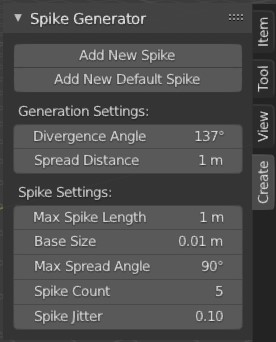 Spike Generator
Add New Spike
Add New Default Spike
Generation Settings:
Divergence Angle 137°
Spread Distance 1 m
Spike Settings:
Max Spike Length 1 m
Base Size 0.01 m
Max Spread Angle 90°
Spike Count 5
Spike Jitter 0.10
Item
Tool
View
Create